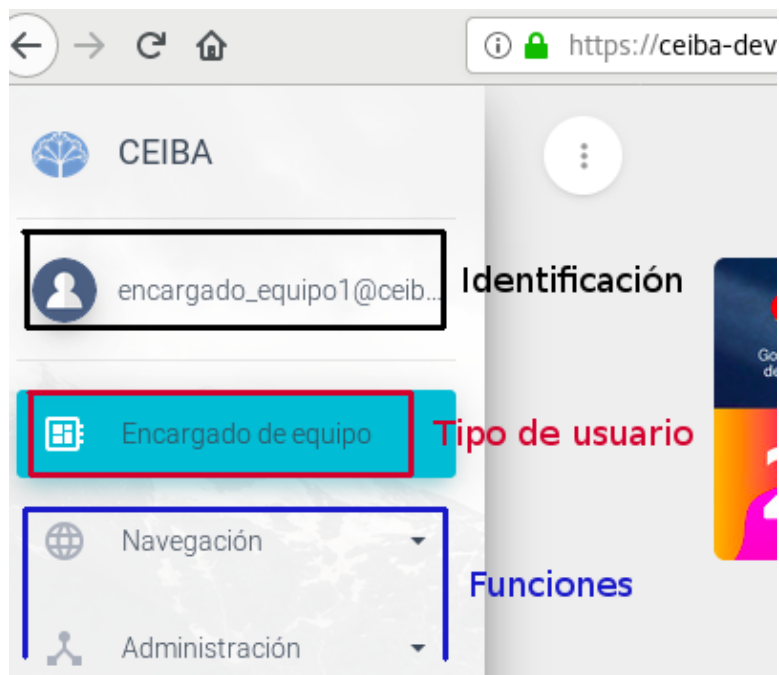 https://ceiba-dev
CEIBA
encargado_equipo1@ceib...
Identificación
Encargado de equipo
Tipo de usuario
Navegación
Funciones
Administración